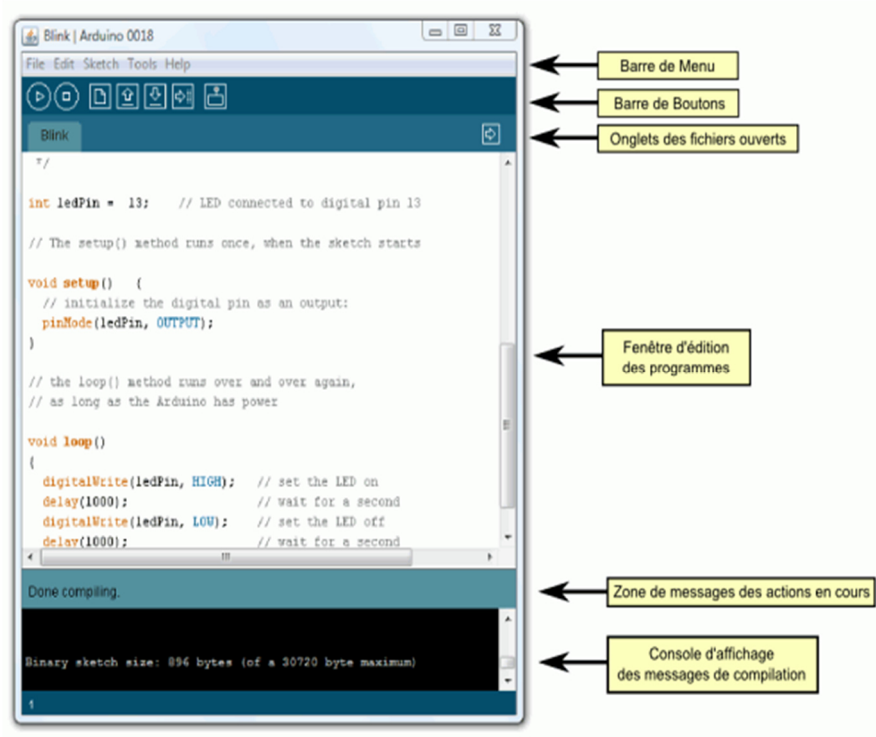 Blink | Arduino 0018
File Edit Sketch Tools Help
Barre de Menu
Barre de Boutons
Blink
Onglets des fichiers ouverts
*/
int ledPin = 13; // LED connected to digital pin 13
// The setup() method runs once, when the sketch starts
void setup() {
// initialize the digital pin as an output:
pinMode(ledPin, OUTPUT);
}
Fenêtre d'édition
des programmes
// the loop() method runs over and over again,
// as long as the Arduino has power
void loop()
{
digitalWrite(ledPin, HIGH); // set the LED on
delay(1000); // wait for a second
digitalWrite(ledPin, LOW); // set the LED off
delay(1000); // wait for a second
Done compiling.
Zone de messages des actions en cours
Binary sketch size: 896 bytes (of a 30720 byte maximum)
Console d'affichage
des messages de compilation
1